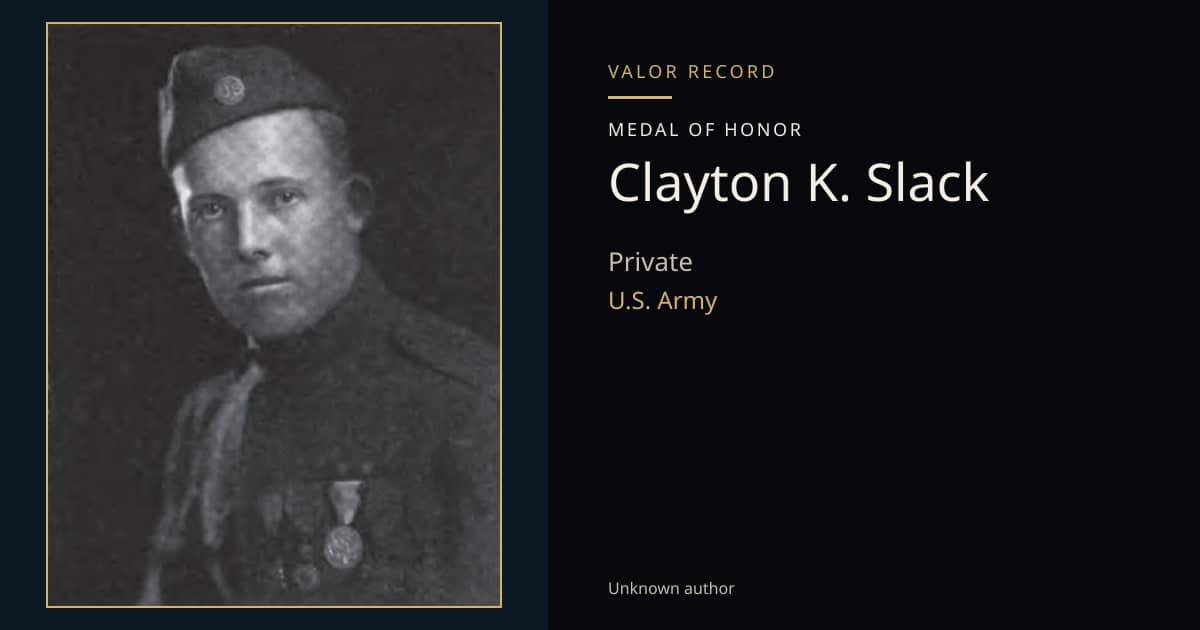 VALOR RECORD
MEDAL OF HONOR
Clayton K. Slack
Private
U.S. Army
Unknown author